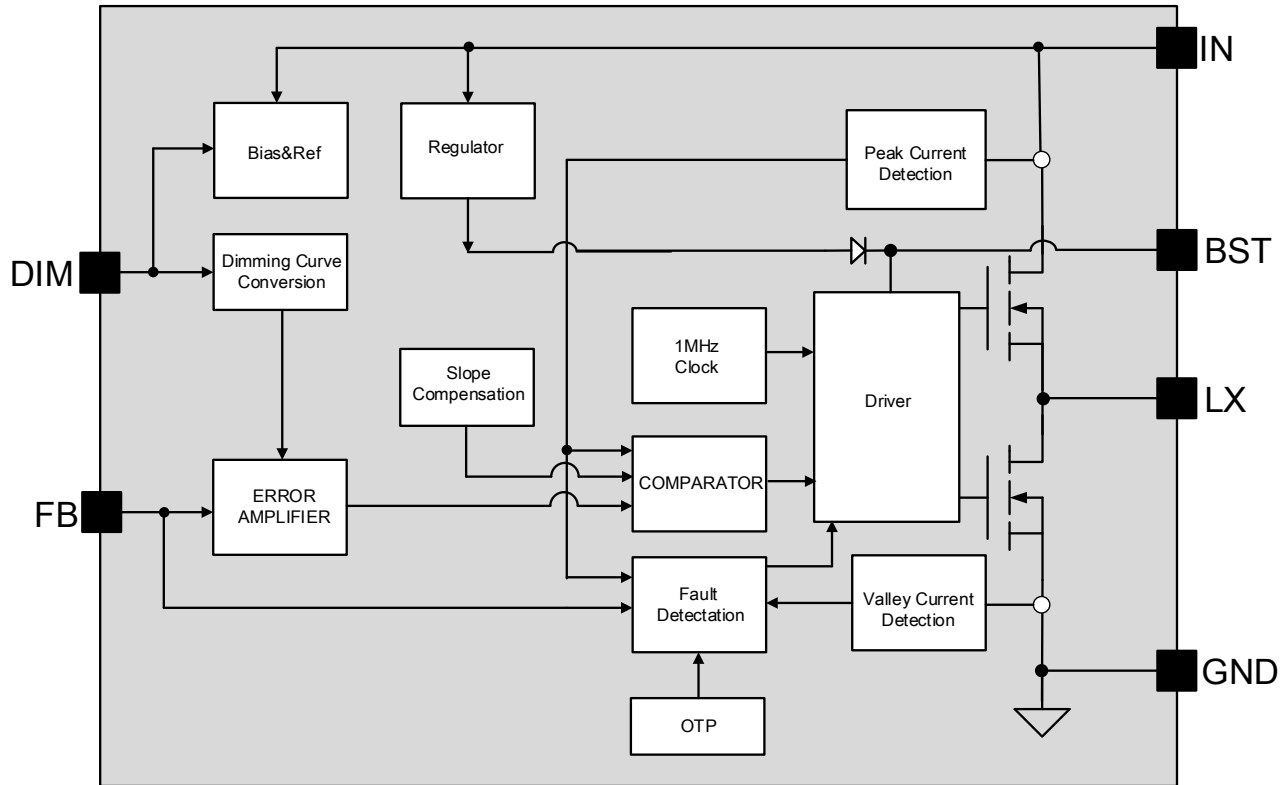 IN
Bias&Ref
Regulator
Peak Current
Detection
DIM
Dimming Curve
Conversion
BST
1MHz
Clock
Slope
Compensation
Driver
LX
FB
ERROR
AMPLIFIER
COMPARATOR
Fault
Detectation
Valley Current
Detection
GND
OTP